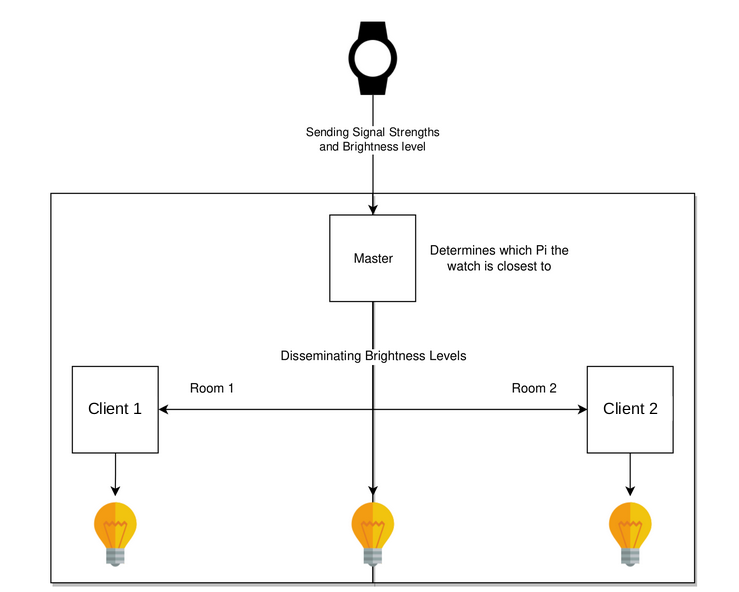 Sending Signal Strengths
and Brightness level
Master
Determines which Pi the
watch is closest to
Disseminating Brightness Levels
Room 1
Room 2
Client 1
Client 2